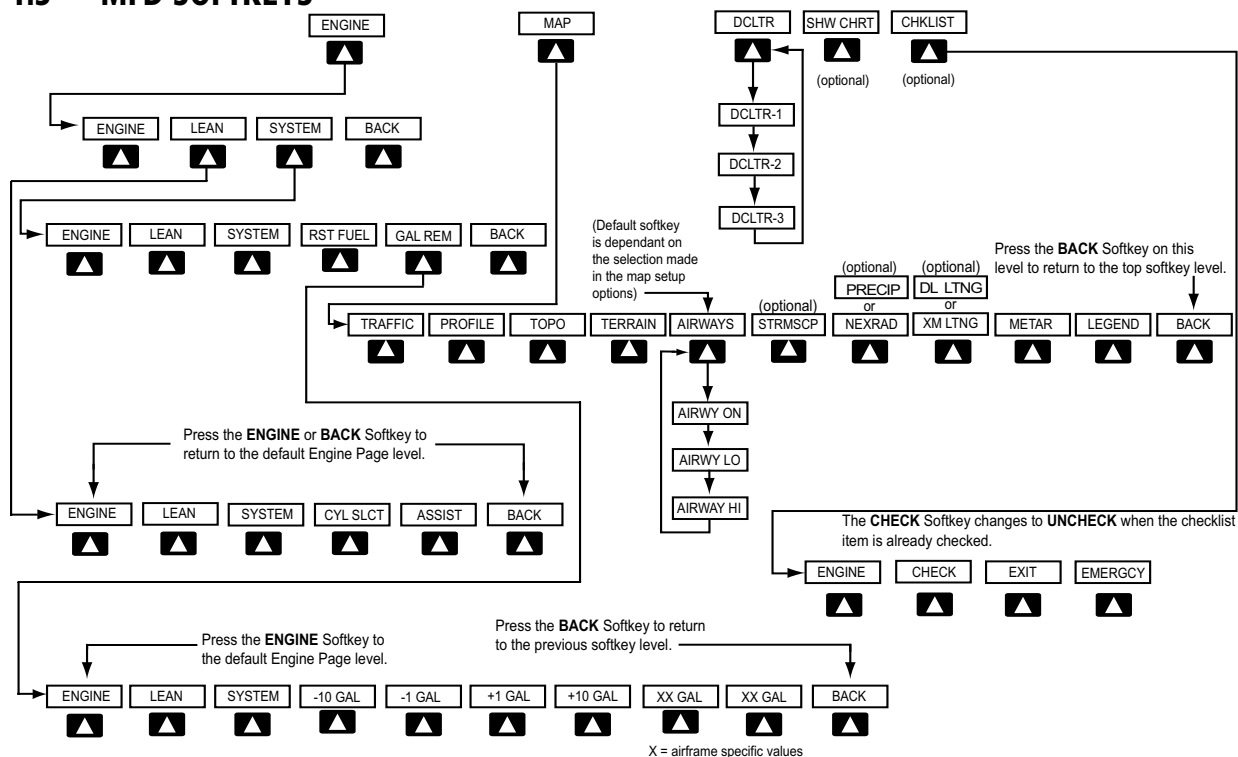 ENGINE MAP DCLTR SHW CHRT CHKLIST
(optional) (optional)
ENGINE LEAN SYSTEM BACK
DCLTR-1
DCLTR-2
DCLTR-3
ENGINE LEAN SYSTEM RST FUEL GAL REM BACK
(Default softkey
is dependant on
the selection made
in the map setup
options)
Press the BACK Softkey on this
level to return to the top softkey level.
(optional) (optional)
PRECIP DL LTNG
(optional) or or
TRAFFIC PROFILE TOPO TERRAIN AIRWAYS STRMSCP NEXRAD XM LTNG METAR LEGEND BACK
AIRWY ON
AIRWY LO
AIRWAY HI
Press the ENGINE or BACK Softkey to
return to the default Engine Page level.
ENGINE LEAN SYSTEM CYL SLCT ASSIST BACK
The CHECK Softkey changes to UNCHECK when the checklist
item is already checked.
ENGINE CHECK EXIT EMERGCY
Press the ENGINE Softkey to
the default Engine Page level.
Press the BACK Softkey to return
to the previous softkey level.
ENGINE LEAN SYSTEM -10 GAL -1 GAL +1 GAL +10 GAL XX GAL XX GAL BACK
X = airframe specific values